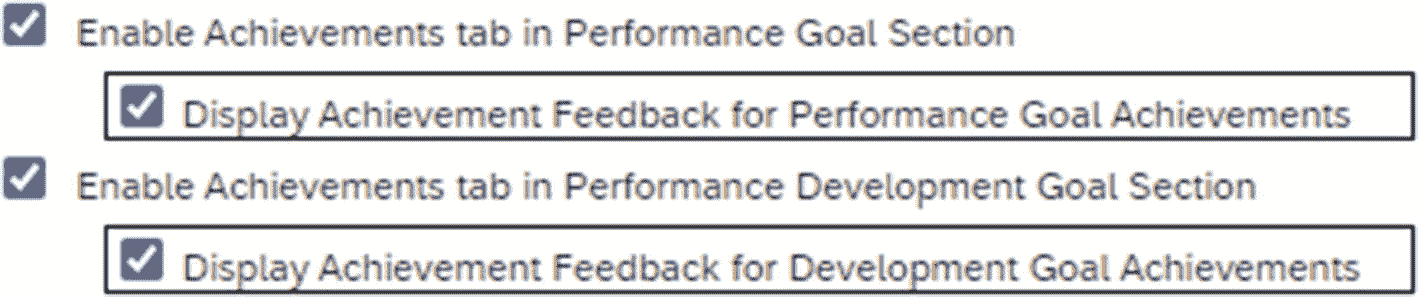 Enable Achievements tab in Performance Goal Section
Display Achievement Feedback for Performance Goal Achievements
Enable Achievements tab in Performance Development Goal Section
Display Achievement Feedback for Development Goal Achievements